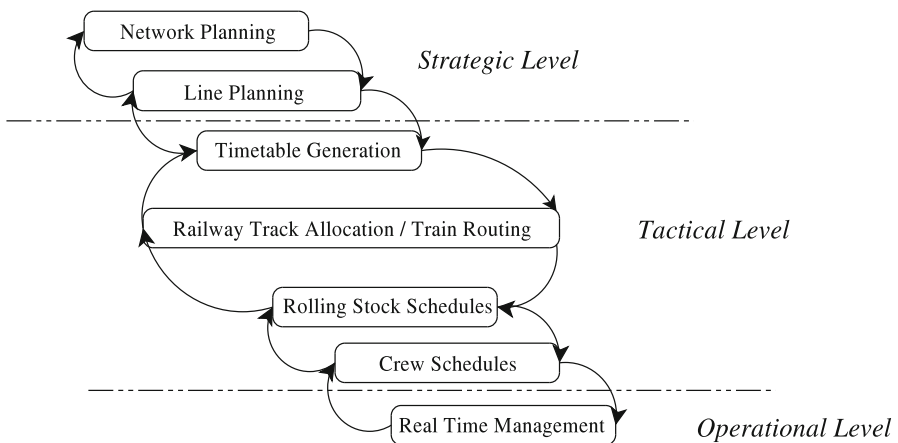 Network Planning
Strategic Level
Line Planning
Timetable Generation
Railway Track Allocation / Train Routing
Tactical Level
Rolling Stock Schedules
Crew Schedules
Real Time Management
Operational Level